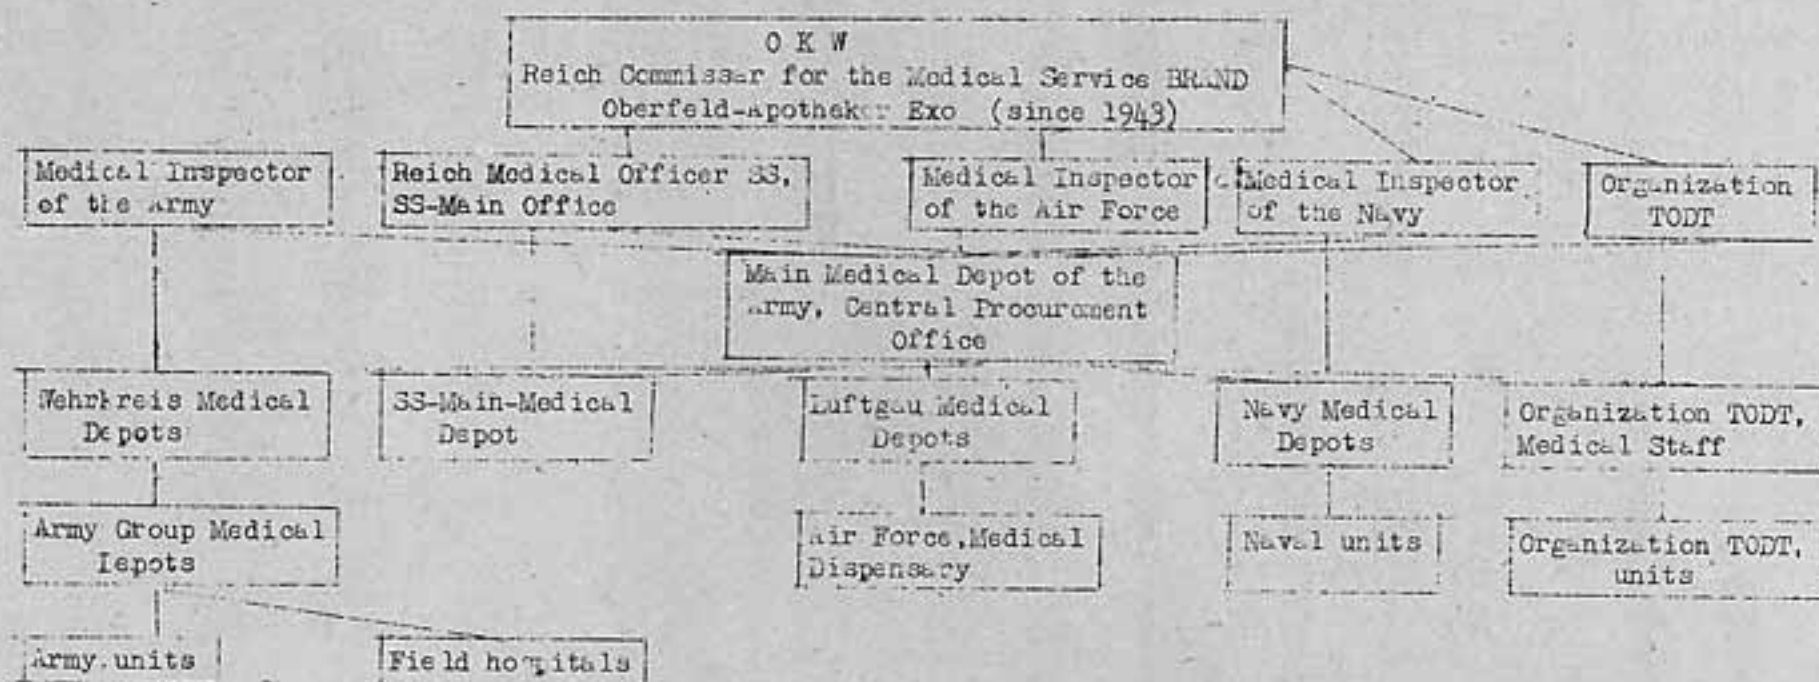 O K W
Reich Commissar for the Medical Service BRAND
Oberfeld-Apotheker Exo (since 1943)
Medical Inspector
of the Army
Reich Medical Officer SS,
SS-Main Office
Medical Inspector
of the Air Force
Medical Inspector
of the Navy
Organization
TODT
Main Medical Depot of the
Army, Central Procurement
Office
Wehrkreis Medical
Depots
SS-Main-Medical
Depot
Luftgau Medical
Depots
Navy Medical
Depots
Organization TODT,
Medical Staff
Army Group Medical
Depots
Air Force, Medical
Dispensary
Naval units
Organization TODT,
units
Army units
Field hospitals